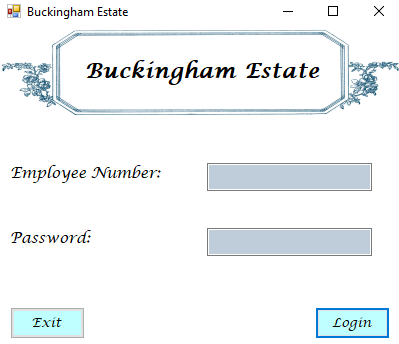 Buckingham Estate
Buckingham Estate
Employee Number:
Password:
Exit
Login